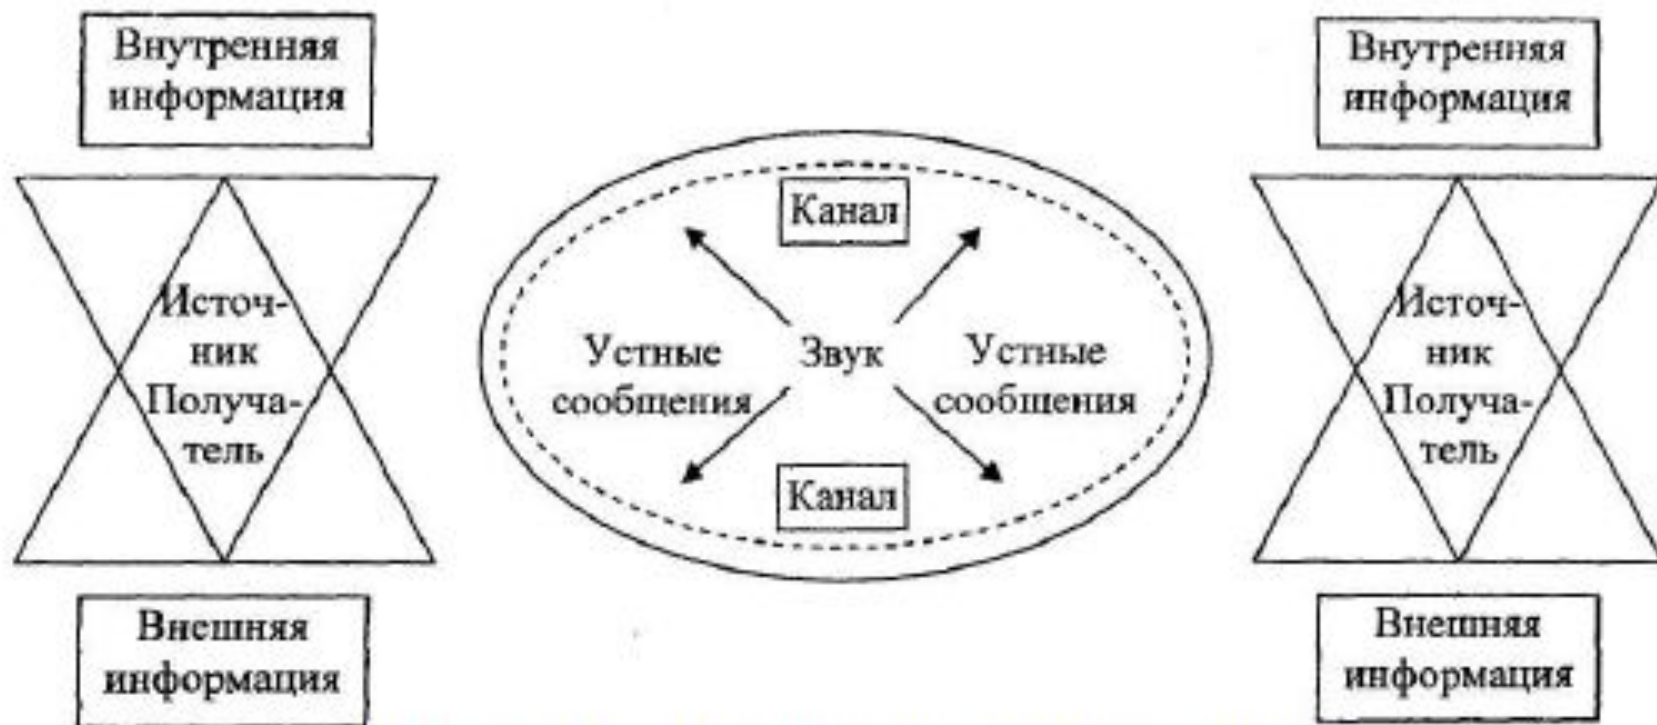 Внутренняя
информация
Источ-
ник
Получа-
тель
Внешняя
информация
Канал
Устные
сообщения
Звук
Устные
сообщения
Канал
Внутренняя
информация
Источ-
ник
Получа-
тель
Внешняя
информация